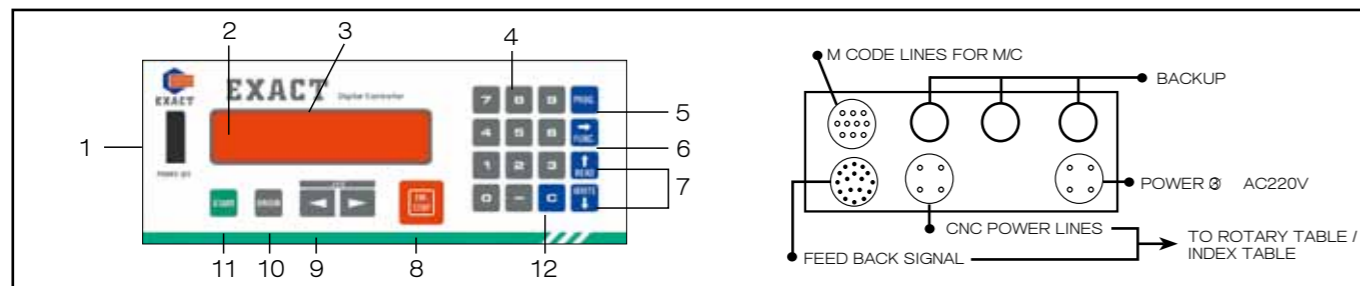 2
3
4
1
EXACT
EXACT
Digital Controller
POWER
7 8 9 PROG.
4 5 6 → FUNC.
1 2 3 ↑ READ
0 − C WRITE ↓
START
ORIGIN
◄ ►
EM. STOP
5
6
7
11
10
9
8
12
M CODE LINES FOR M/C
BACKUP
POWER 3Ø AC220V
CNC POWER LINES
FEED BACK SIGNAL
TO ROTARY TABLE /
INDEX TABLE